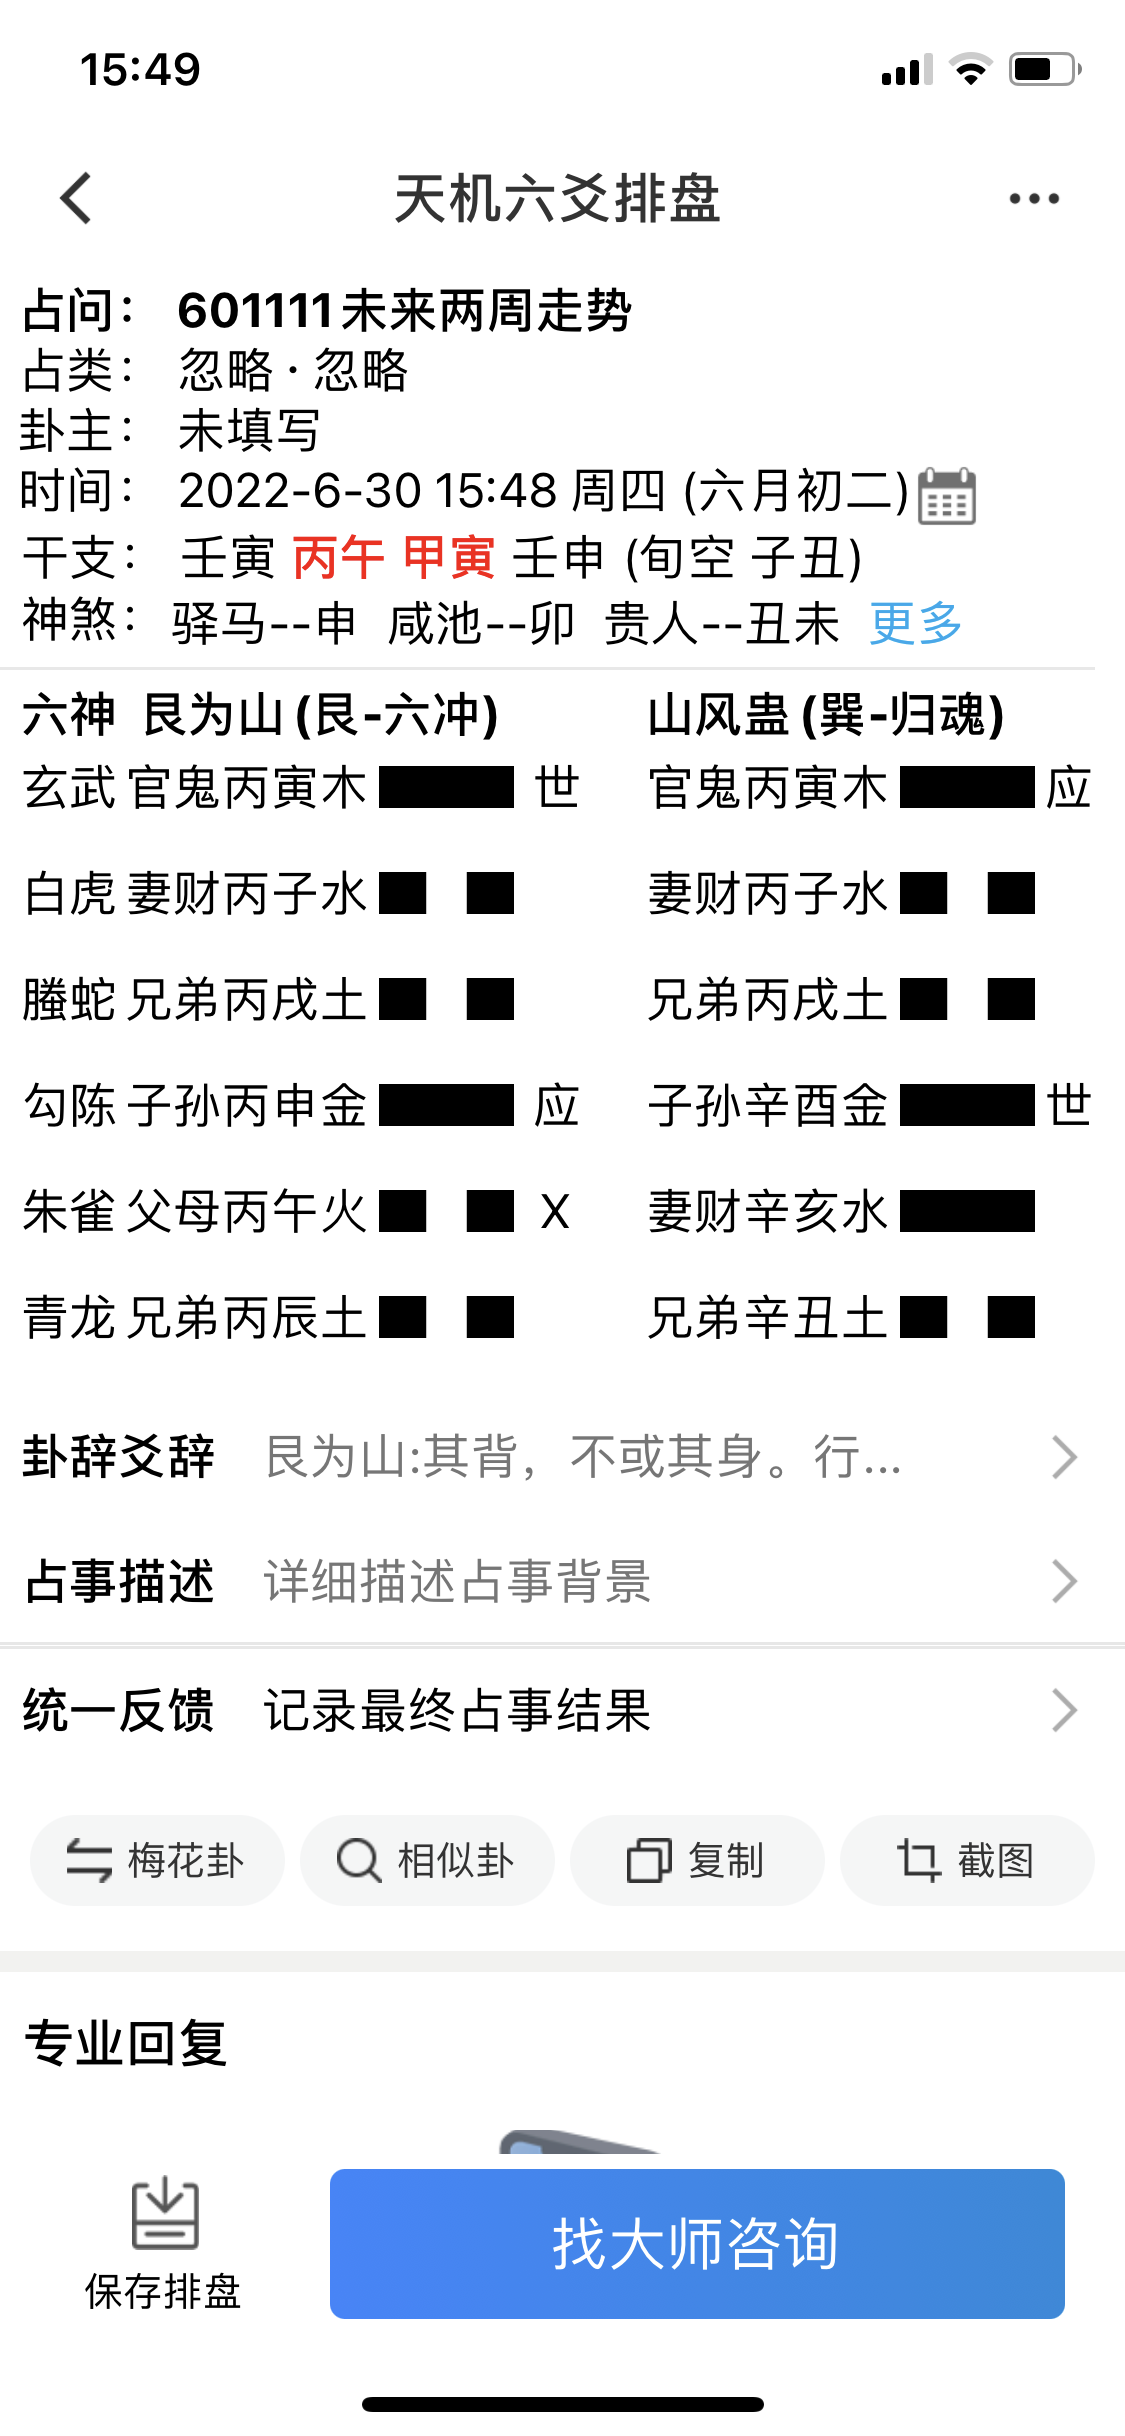 15:49
天机六爻排盘
占问： 601111未来两周走势
占类： 忽略 · 忽略
卦主： 未填写
时间： 2022-6-30 15:48 周四 (六月初二)
干支： 壬寅 丙午 甲寅 壬申 (旬空 子丑)
神煞： 驿马--申 咸池--卯 贵人--丑未 更多
六神 艮为山(艮-六冲) 山风蛊(巽-归魂)
玄武 官鬼丙寅木 世 官鬼丙寅木 应
白虎 妻财丙子水 妻财丙子水
螣蛇 兄弟丙戌土 兄弟丙戌土
勾陈 子孙丙申金 应 子孙辛酉金 世
朱雀 父母丙午火 X 妻财辛亥水
青龙 兄弟丙辰土 兄弟辛丑土
卦辞爻辞 艮为山:其背，不或其身。行...
占事描述 详细描述占事背景
统一反馈 记录最终占事结果
梅花卦 相似卦 复制 截图
专业回复
找大师咨询
保存排盘